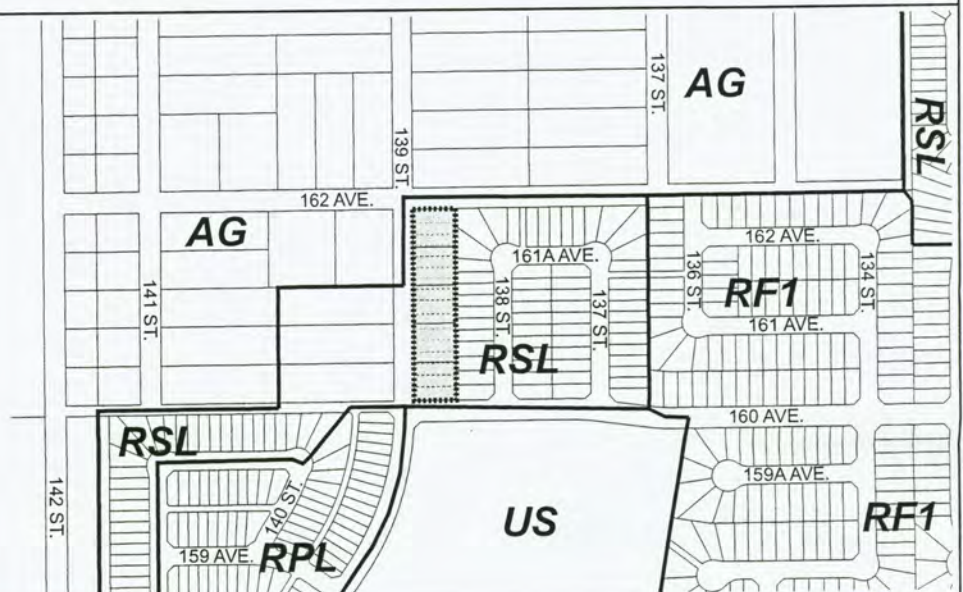 AG
137 ST.
RSL
139 ST.
162 AVE.
AG
161A AVE.
162 AVE.
141 ST.
138 ST.
137 ST.
136 ST.
RF1
134 ST.
161 AVE.
RSL
160 AVE.
RSL
159A AVE.
142 ST.
140 ST.
US
RF1
159 AVE.
RPL